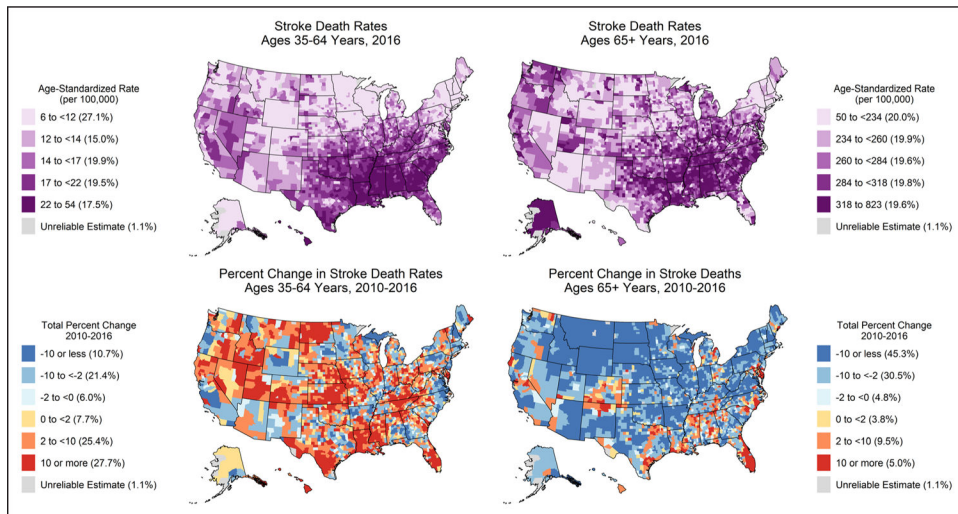 Stroke Death Rates
Ages 35-64 Years, 2016
Age-Standardized Rate
(per 100,000)
6 to <12 (27.1%)
12 to <14 (15.0%)
14 to <17 (19.9%)
17 to <22 (19.5%)
22 to 54 (17.5%)
Unreliable Estimate (1.1%)
Stroke Death Rates
Ages 65+ Years, 2016
Age-Standardized Rate
(per 100,000)
50 to <234 (20.0%)
234 to <260 (19.9%)
260 to <284 (19.6%)
284 to <318 (19.8%)
318 to 823 (19.6%)
Unreliable Estimate (1.1%)
Percent Change in Stroke Death Rates
Ages 35-64 Years, 2010-2016
Total Percent Change
2010-2016
-10 or less (10.7%)
-10 to <-2 (21.4%)
-2 to <0 (6.0%)
0 to <2 (7.7%)
2 to <10 (25.4%)
10 or more (27.7%)
Unreliable Estimate (1.1%)
Percent Change in Stroke Deaths
Ages 65+ Years, 2010-2016
Total Percent Change
2010-2016
-10 or less (45.3%)
-10 to <-2 (30.5%)
-2 to <0 (4.8%)
0 to <2 (3.8%)
2 to <10 (9.5%)
10 or more (5.0%)
Unreliable Estimate (1.1%)